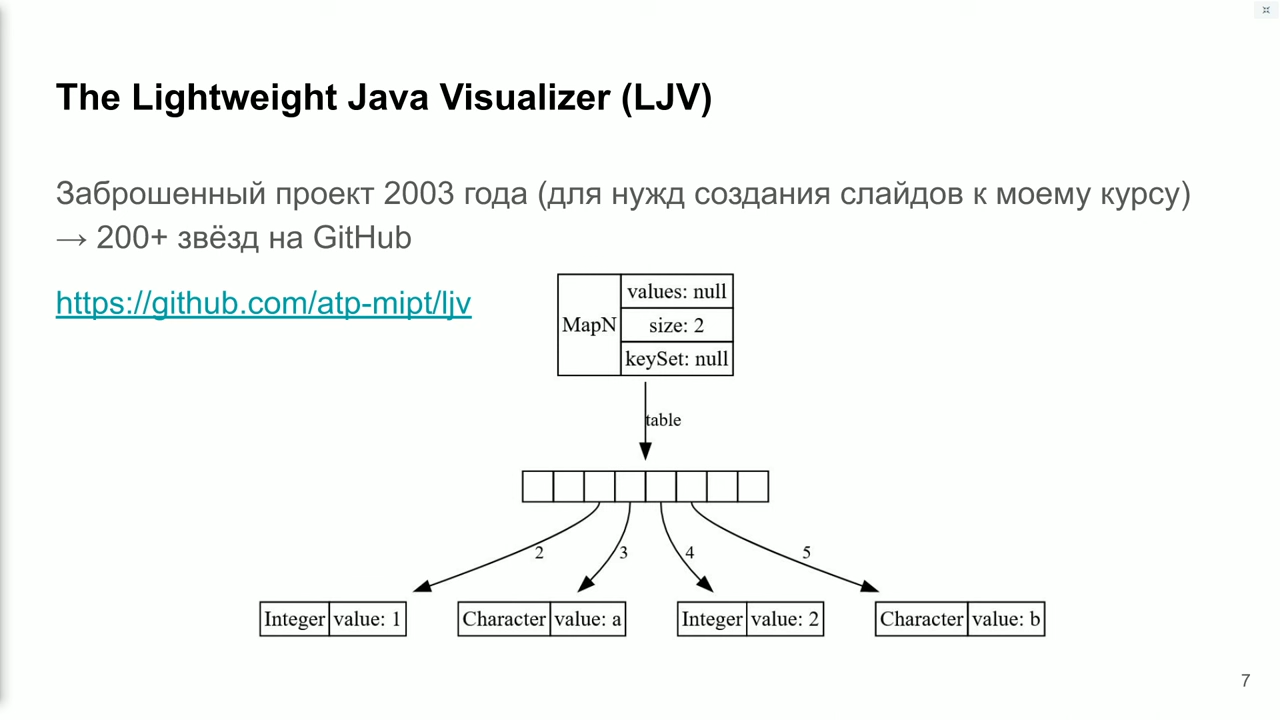 The Lightweight Java Visualizer (LJV)
Заброшенный проект 2003 года (для нужд создания слайдов к моему курсу)
→ 200+ звёзд на GitHub
https://github.com/atp-mipt/ljv
values: null
MapN size: 2
keySet: null
table
2 3 4 5
Integer value: 1 Character value: a Integer value: 2 Character value: b
7